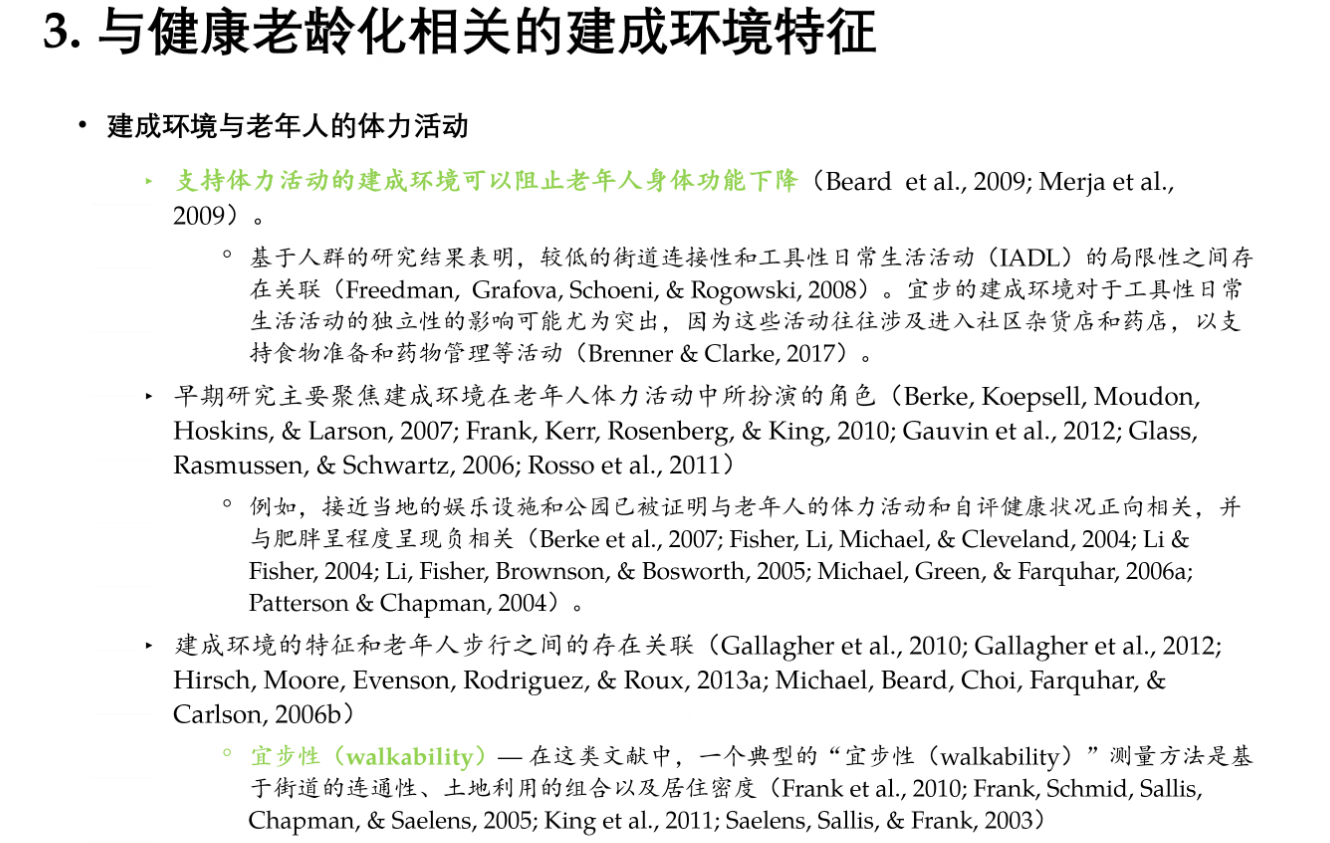 3. 与健康老龄化相关的建成环境特征
• 建成环境与老年人的体力活动
▸ 支持体力活动的建成环境可以阻止老年人身体功能下降（Beard et al., 2009; Merja et al.,
2009）。
◦ 基于人群的研究结果表明，较低的街道连接性和工具性日常生活活动（IADL）的局限性之间存
在关联（Freedman, Grafova, Schoeni, & Rogowski, 2008）。宜步的建成环境对于工具性日常
生活活动的独立性的影响可能尤为突出，因为这些活动往往涉及进入社区杂货店和药店，以支
持食物准备和药物管理等活动（Brenner & Clarke, 2017）。
▸ 早期研究主要聚焦建成环境在老年人体力活动中所扮演的角色（Berke, Koepsell, Moudon,
Hoskins, & Larson, 2007; Frank, Kerr, Rosenberg, & King, 2010; Gauvin et al., 2012; Glass,
Rasmussen, & Schwartz, 2006; Rosso et al., 2011）
◦ 例如，接近当地的娱乐设施和公园已被证明与老年人的体力活动和自评健康状况正向相关，并
与肥胖呈程度呈现负相关（Berke et al., 2007; Fisher, Li, Michael, & Cleveland, 2004; Li &
Fisher, 2004; Li, Fisher, Brownson, & Bosworth, 2005; Michael, Green, & Farquhar, 2006a;
Patterson & Chapman, 2004）。
▸ 建成环境的特征和老年人步行之间的存在关联（Gallagher et al., 2010; Gallagher et al., 2012;
Hirsch, Moore, Evenson, Rodriguez, & Roux, 2013a; Michael, Beard, Choi, Farquhar, &
Carlson, 2006b）
◦ 宜步性（walkability）— 在这类文献中，一个典型的“宜步性（walkability）”测量方法是基
于街道的连通性、土地利用的组合以及居住密度（Frank et al., 2010; Frank, Schmid, Sallis,
Chapman, & Saelens, 2005; King et al., 2011; Saelens, Sallis, & Frank, 2003）